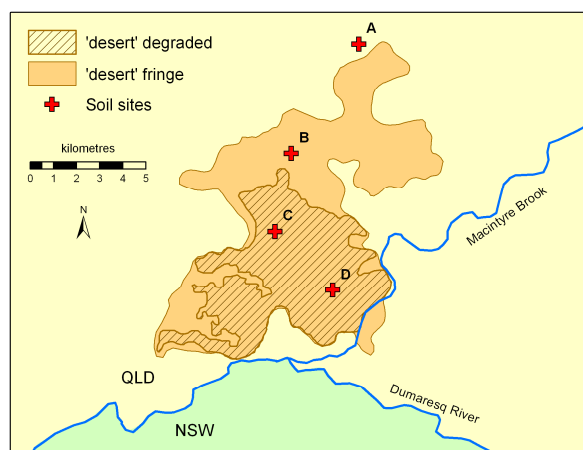 'desert' degraded
'desert' fringe
Soil sites
kilometres
0 1 2 3 4 5
N
A
B
C
D
Macintyre Brook
QLD
Dumaresq River
NSW